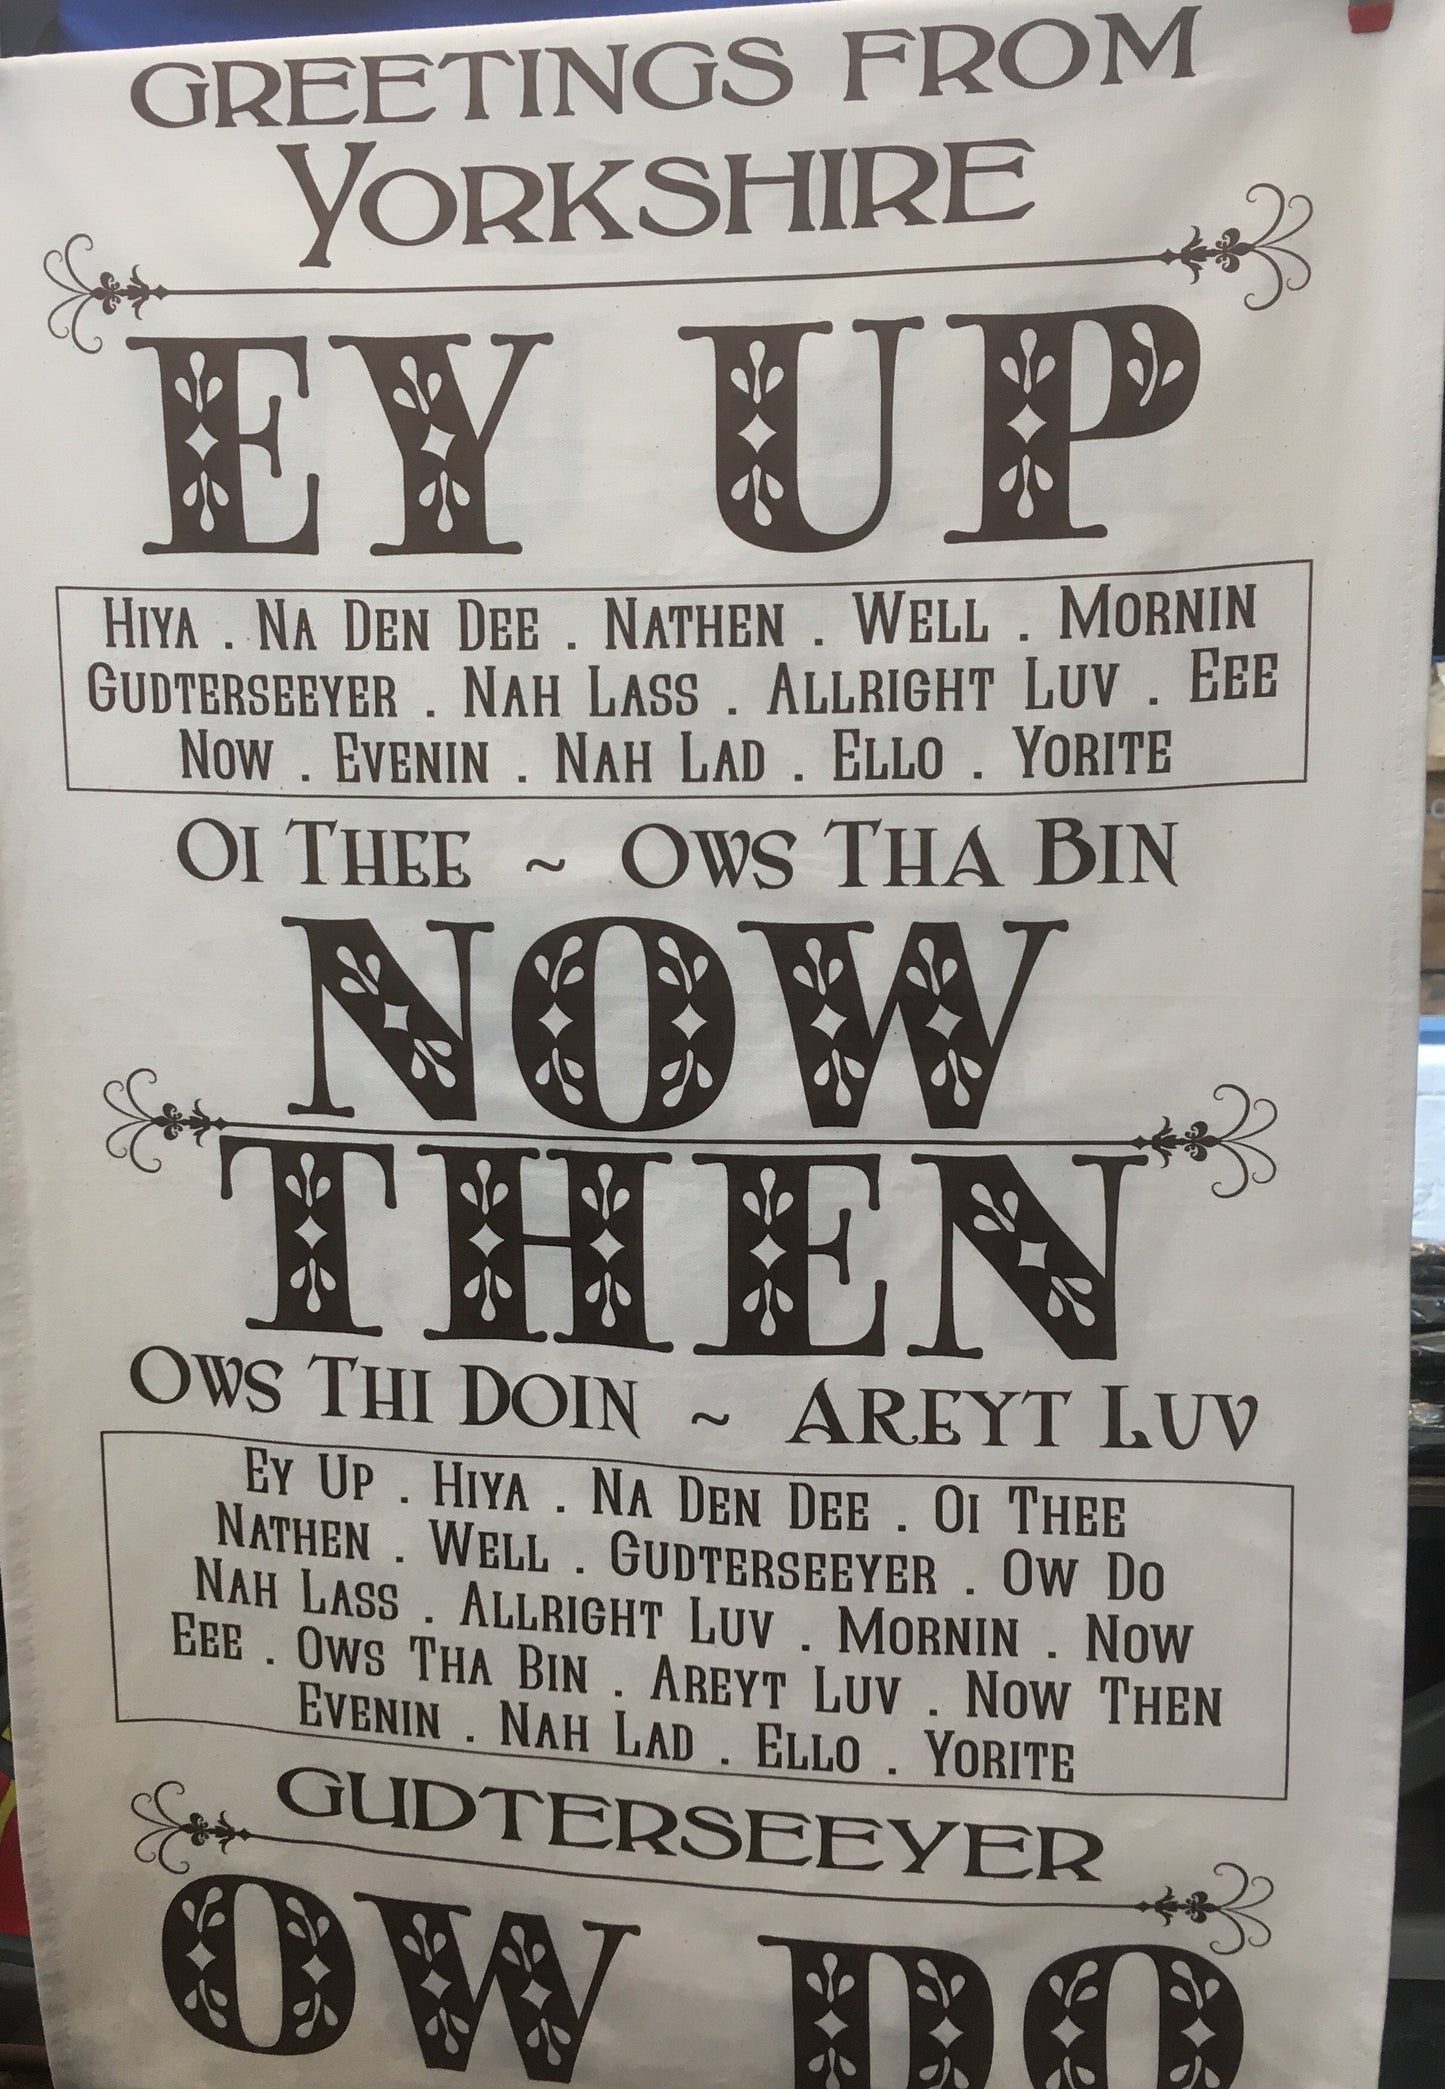 GREETINGS FROM
YORKSHIRE
EY UP
HIYA . NA DEN DEE . NATHEN . WELL . MORNIN
GUDTERSEEYER . NAH LASS . ALLRIGHT LUV . EEE
NOW . EVENIN . NAH LAD . ELLO . YORITE
OI THEE ~ OWS THA BIN
NOW
THEN
OWS THI DOIN ~ AREYT LUV
EY UP . HIYA . NA DEN DEE . OI THEE
NATHEN . WELL . GUDTERSEEYER . OW DO
NAH LASS . ALLRIGHT LUV . MORNIN . NOW
EEE . OWS THA BIN . AREYT LUV . NOW THEN
EVENIN . NAH LAD . ELLO . YORITE
GUDTERSEEYER
OW DO